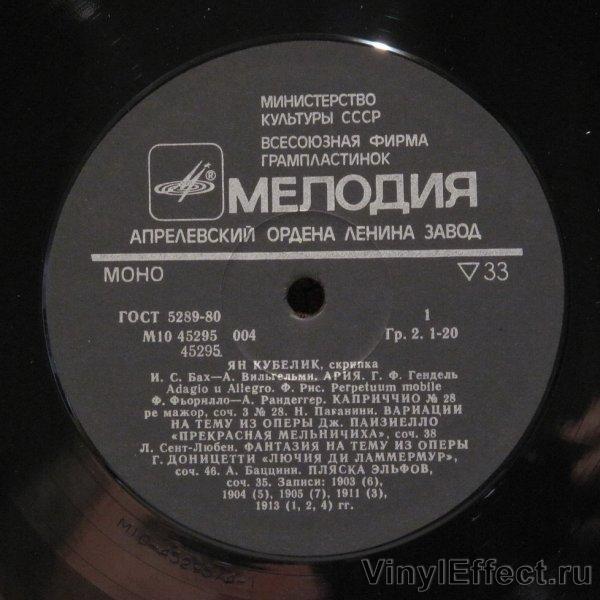 МИНИСТЕРСТВО
КУЛЬТУРЫ СССР
ВСЕСОЮЗНАЯ ФИРМА
ГРАМПЛАСТИНОК
®
МЕЛОДИЯ
АПРЕЛЕВСКИЙ ОРДЕНА ЛЕНИНА ЗАВОД
МОНО ▽33
ГОСТ 5289-80 1
М10 45295 004 Гр. 2. 1-20
45295
ЯН КУБЕЛИК, скрипка
И. С. Бах—А. Вильгельми. АРИЯ. Г. Ф. Гендель
Adagio и Allegro. Ф. Рис. Perpetuum mobile
Ф. Фьорилло—А. Рандеггер. КАПРИЧЧИО № 28
ре мажор, соч. 3 № 28. Н. Паганини. ВАРИАЦИИ
НА ТЕМУ ИЗ ОПЕРЫ Дж. ПАИЗИЕЛЛО
«ПРЕКРАСНАЯ МЕЛЬНИЧИХА», соч. 38
Л. Сент-Любен. ФАНТАЗИЯ НА ТЕМУ ИЗ ОПЕРЫ
Г. ДОНИЦЕТТИ «ЛЮЧИЯ ДИ ЛАММЕРМУР»,
соч. 46. А. Баццини. ПЛЯСКА ЭЛЬФОВ,
соч. 35. Записи: 1903 (6),
1904 (5), 1905 (7), 1911 (3),
1913 (1, 2, 4) гг.
VinylEffect.ru